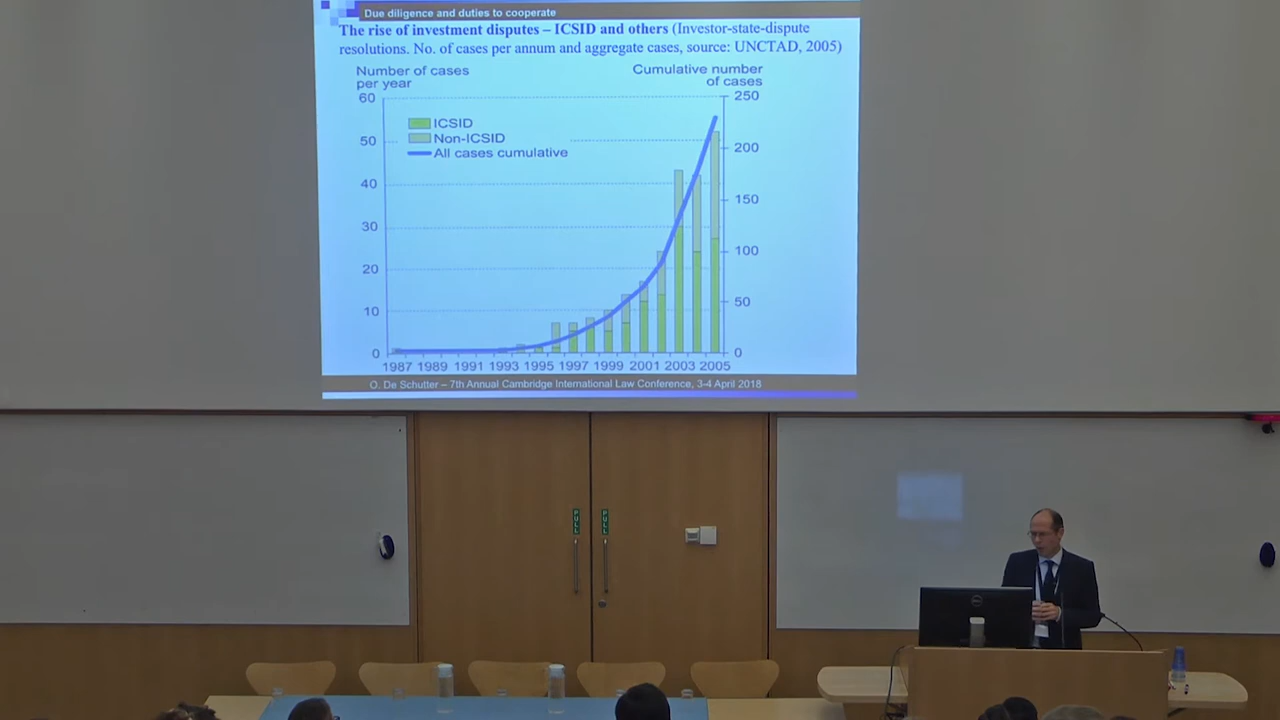 Due diligence and duties to cooperate
The rise of investment disputes – ICSID and others (Investor-state-dispute
resolutions. No. of cases per annum and aggregate cases, source: UNCTAD, 2005)
Number of cases
per year
Cumulative number
of cases
60
50
40
30
20
10
0
ICSID
Non-ICSID
All cases cumulative
250
200
150
100
50
0
1987 1989 1991 1993 1995 1997 1999 2001 2003 2005
O. De Schutter – 7th Annual Cambridge International Law Conference, 3-4 April 2018
PULL
PULL